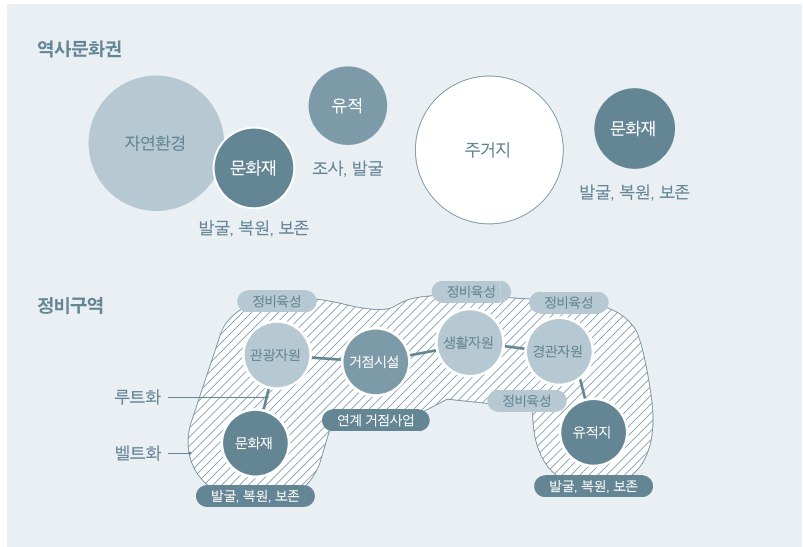 역사문화권
자연환경
문화재
발굴, 복원, 보존
유적
조사, 발굴
주거지
문화재
발굴, 복원, 보존
정비구역
정비육성
정비육성
정비육성
관광자원
거점시설
생활자원
경관자원
루트화
정비육성
연계 거점사업
문화재
유적지
벨트화
발굴, 복원, 보존
발굴, 복원, 보존